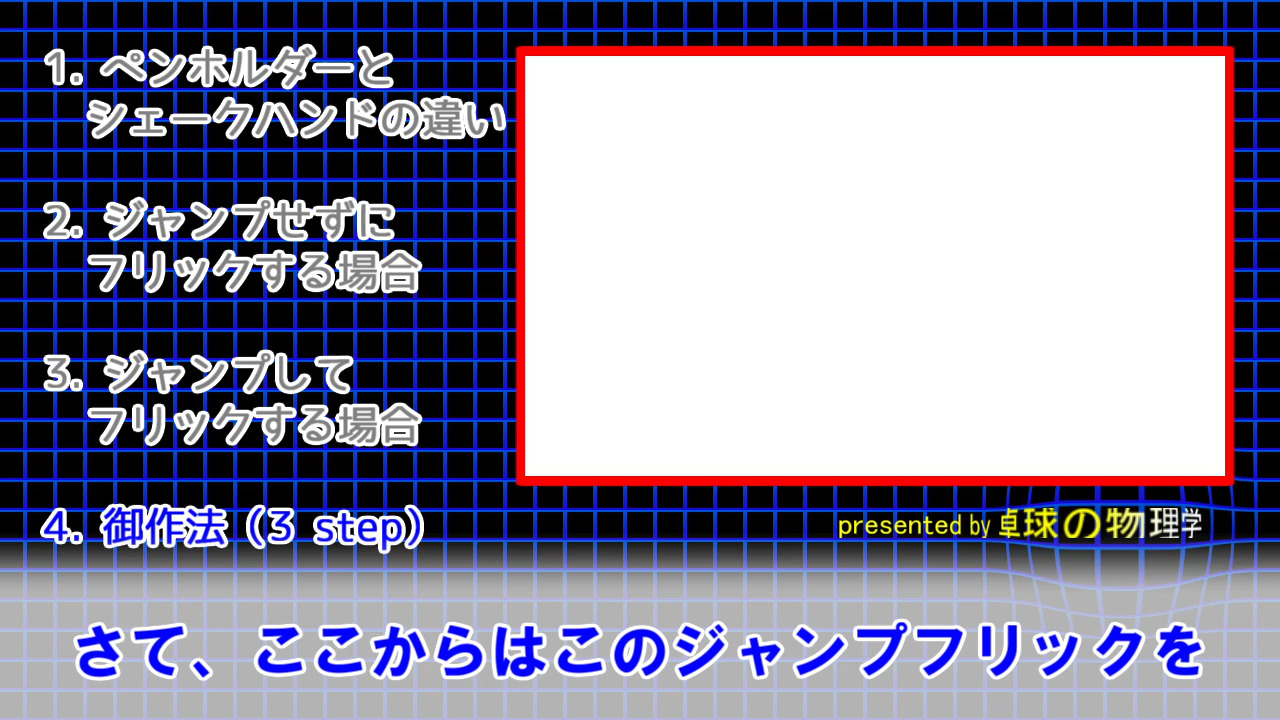 1. ペンホルダーと
シェークハンドの違い
2. ジャンプせずに
フリックする場合
3. ジャンプして
フリックする場合
4. 御作法（3 step）
presented by 卓球の物理学
さて、ここからはこのジャンプフリックを